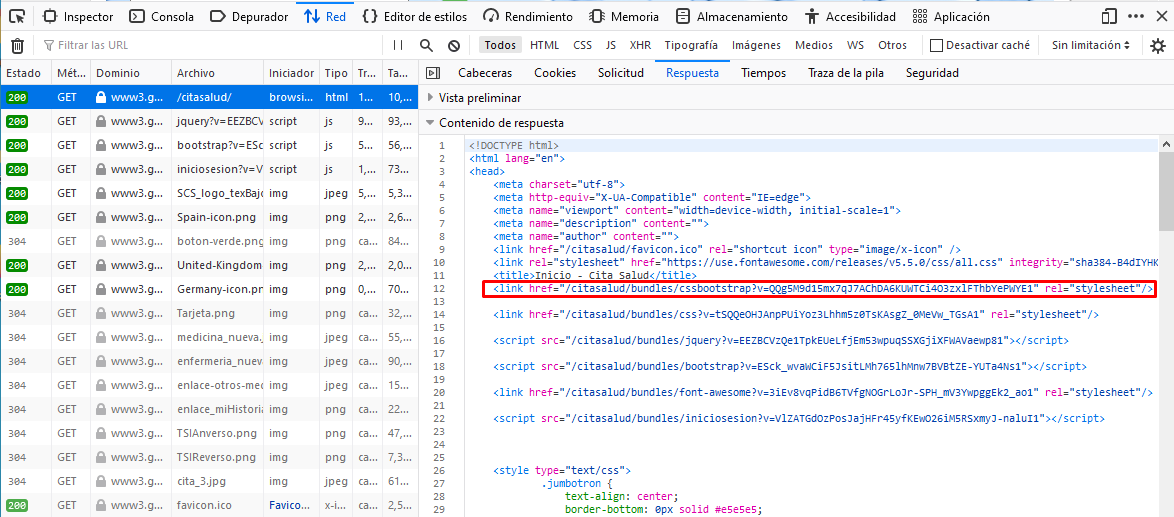 Inspector Consola Depurador Red Editor de estilos Rendimiento Memoria Almacenamiento Accesibilidad Aplicación
Filtrar las URL Todos HTML CSS JS XHR Tipografía Imágenes Medios WS Otros Desactivar caché Sin limitación
Estado Mét... Dominio Archivo Iniciador Tipo Tr... Ta... Cabeceras Cookies Solicitud Respuesta Tiempos Traza de la pila Seguridad
200 GET www3.g... /citasalud/ browsi... html 1... 10,...
200 GET www3.g... jquery?v=EEZBCV script js 9... 93,...
200 GET www3.g... bootstrap?v=ESc script js 5... 56,...
200 GET www3.g... iniciosesion?v=V script js 1... 73...
200 GET www3.g... SCS_logo_texBajo img jpeg 5... 5,3...
200 GET www3.g... Spain-icon.png img png 2... 2,6...
304 GET www3.g... boton-verde.png img png ca... 84...
200 GET www3.g... United-Kingdom img png 2... 2,0...
200 GET www3.g... Germany-icon.pn img png 0... 70...
304 GET www3.g... Tarjeta.png img png ca... 31...
304 GET www3.g... medicina_nueva. img jpeg ca... 55,...
304 GET www3.g... enfermeria_nuev img jpeg ca... 90,...
304 GET www3.g... enlace-otros-med img png ca... 15...
304 GET www3.g... enlace_miHistoria img png ca... 22...
304 GET www3.g... TSIAnverso.png img png ca... 47,...
304 GET www3.g... TSIReverso.png img png ca... 7,3...
304 GET www3.g... cita_3.jpg img jpeg ca... 61...
200 GET www3.g... favicon.ico Favico... x-i... ca... 2,5...
Vista preliminar
Contenido de respuesta
1 <!DOCTYPE html>
2 <html lang="en">
3 <head>
4 <meta charset="utf-8">
5 <meta http-equiv="X-UA-Compatible" content="IE=edge">
6 <meta name="viewport" content="width=device-width, initial-scale=1">
7 <meta name="description" content="">
8 <meta name="author" content="">
9 <link href="/citasalud/favicon.ico" rel="shortcut icon" type="image/x-icon" />
10 <link rel="stylesheet" href="https://use.fontawesome.com/releases/v5.5.0/css/all.css" integrity="sha384-B4dIYHK
11 <title>Inicio - Cita Salud</title>
12 <link href="/citasalud/bundles/cssbootstrap?v=QQg5M9d15mx7qJ7AChDA6KUWTCi4O3zxlFThbYePWYE1" rel="stylesheet"/>
13
14 <link href="/citasalud/bundles/css?v=tSQQeOHJAnpPUiYoz3Lhhm5z0TsKAsgZ_0MeVw_TGsA1" rel="stylesheet"/>
15
16 <script src="/citasalud/bundles/jquery?v=EEZBCVzQe1TpkEUeLfjEm53wpuqSSXGjiXFWAVaewp81"></script>
17
18 <script src="/citasalud/bundles/bootstrap?v=ESck_wvaWCiF5JsitLMh765lhMnw7BVBtZE-YUTa4Ns1"></script>
19
20 <link href="/citasalud/bundles/font-awesome?v=3iEv8vqPidB6TVfgNOGrLoJr-SPH_mV3YwpggEk2_ao1" rel="stylesheet"/>
21
22 <script src="/citasalud/bundles/iniciosesion?v=VlZATGdOzPosJajHFr45yfKEwO26iM5RSxmyJ-naluI1"></script>
23
24
25
26 <style type="text/css">
27 .jumbotron {
28 text-align: center;
29 border-bottom: 0px solid #e5e5e5;